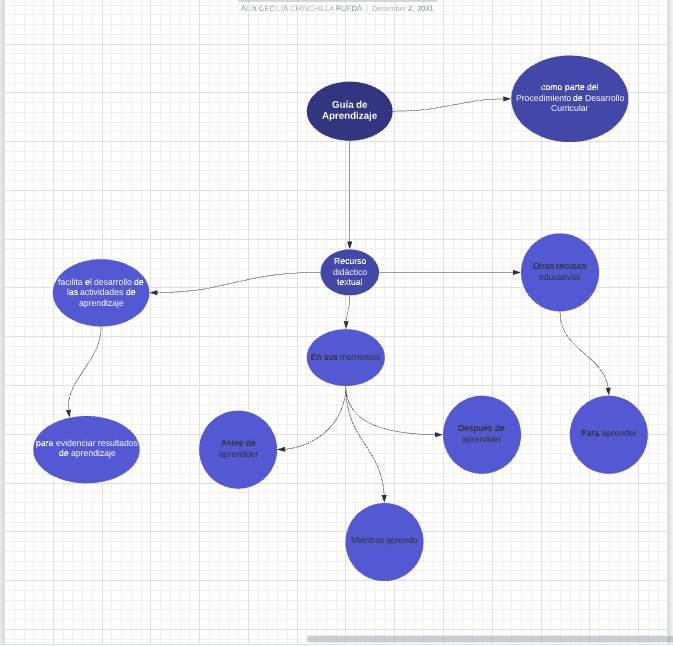 ALIX CECILIA CHINCHILLA RUEDA | December 2, 2021
Guía de
Aprendizaje
como parte del
Procedimiento de Desarrollo
Curricular
Recurso
didáctico
textual
Otros recusos
educativos
facilita el desarrollo de
las actividades de
aprendizaje
En sus momentos
para evidenciar resultados
de aprendizaje
Antes de
aprendder
Después de
aprendder
Para aprender
Mientras aprendo